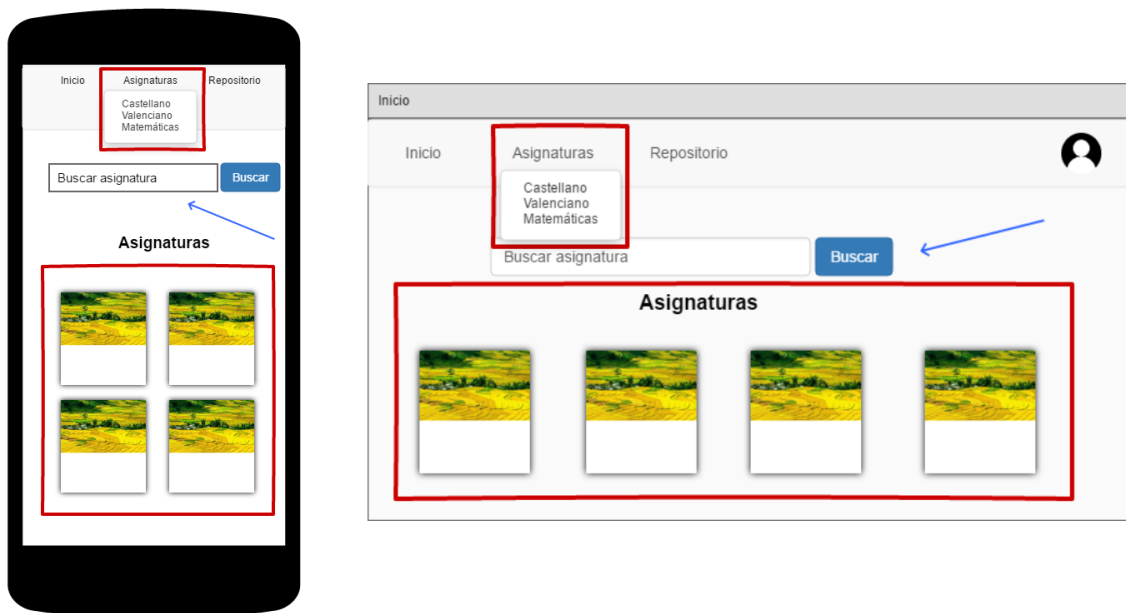 Inicio Asignaturas Repositorio
Castellano
Valenciano
Matemáticas
Buscar asignatura Buscar
Asignaturas
Inicio
Inicio Asignaturas Repositorio
Castellano
Valenciano
Matemáticas
Buscar asignatura Buscar
Asignaturas